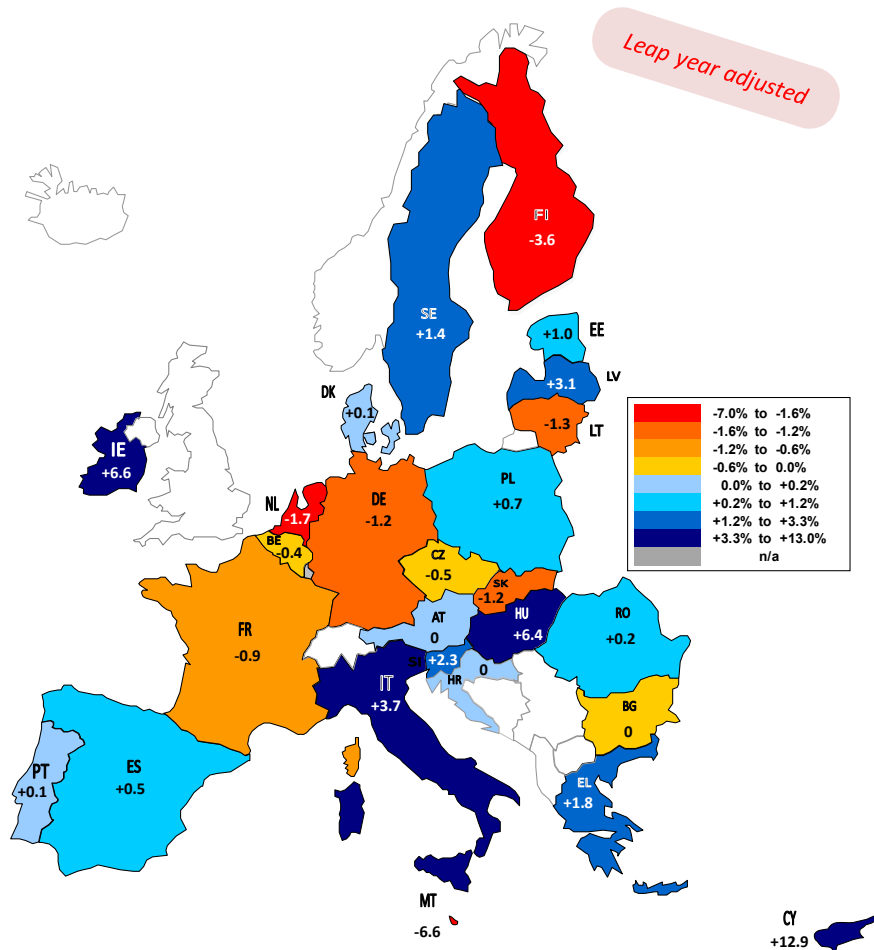 Leap year adjusted
FI
-3.6
SE
+1.4
EE
+1.0
LV
+3.1
DK
+0.1
LT
-1.3
IE
+6.6
-7.0% to -1.6%
-1.6% to -1.2%
-1.2% to -0.6%
-0.6% to 0.0%
0.0% to +0.2%
+0.2% to +1.2%
+1.2% to +3.3%
+3.3% to +13.0%
n/a
NL
-1.7
DE
-1.2
PL
+0.7
BE
-0.4
CZ
-0.5
SK
-1.2
AT
0
HU
+6.4
RO
+0.2
FR
-0.9
SI
+2.3
HR
0
IT
+3.7
BG
0
PT
+0.1
ES
+0.5
EL
+1.8
MT
-6.6
CY
+12.9